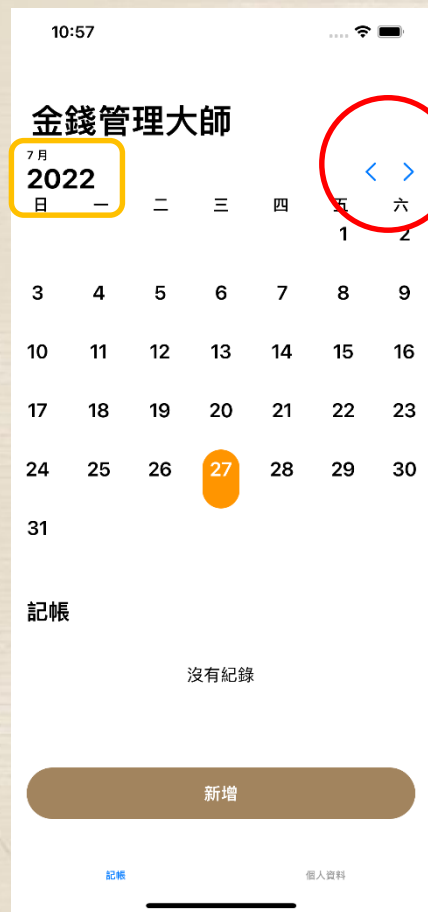 10:57
金錢管理大師
7 月
2022
日 一 二 三 四 五 六
1 2
3 4 5 6 7 8 9
10 11 12 13 14 15 16
17 18 19 20 21 22 23
24 25 26 27 28 29 30
31
記帳
沒有紀錄
新增
記帳 個人資料